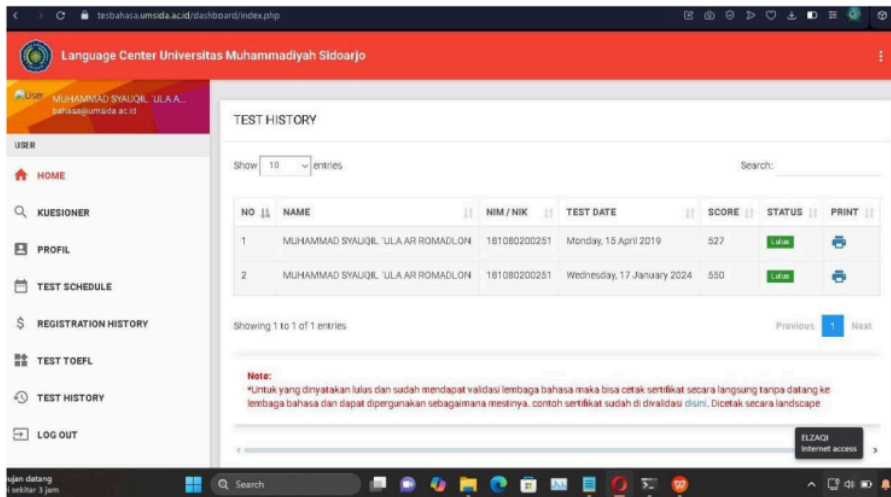 tesbahasa.umsida.ac.id/dashboard/index.php
Language Center Universitas Muhammadiyah Sidoarjo
User
MUHAMMAD SYAUQIL `ULA A...
bahasa@umsida.ac.id
USER
HOME
KUESIONER
PROFIL
TEST SCHEDULE
REGISTRATION HISTORY
TEST TOEFL
TEST HISTORY
LOG OUT
TEST HISTORY
Show 10 entries
Search:
NO NAME NIM / NIK TEST DATE SCORE STATUS PRINT
1 MUHAMMAD SYAUQIL `ULA AR ROMADLON 181080200251 Monday, 15 April 2019 527 Lulus
2 MUHAMMAD SYAUQIL `ULA AR ROMADLON 181080200251 Wednesday, 17 January 2024 550 Lulus
Showing 1 to 1 of 1 entries
Previous 1 Next
Note:
*Untuk yang dinyatakan lulus dan sudah mendapat validasi lembaga bahasa maka bisa cetak sertifikat secara langsung tanpa datang ke
lembaga bahasa dan dapat dipergunakan sebagaimana mestinya. contoh sertifikat sudah di divalidasi disini. Dicetak secara landscape
ELZAQI
Internet access
ujan datang
i sekitar 3 jam
Search